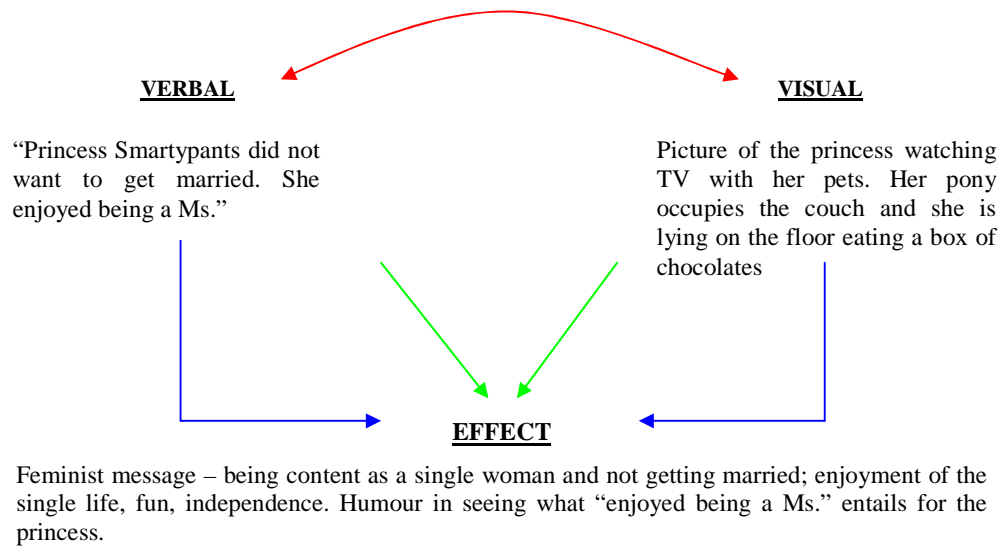 VERBAL
VISUAL
“Princess Smartypants did not
want to get married. She
enjoyed being a Ms.”
Picture of the princess watching
TV with her pets. Her pony
occupies the couch and she is
lying on the floor eating a box of
chocolates
EFFECT
Feminist message – being content as a single woman and not getting married; enjoyment of the
single life, fun, independence. Humour in seeing what “enjoyed being a Ms.” entails for the
princess.